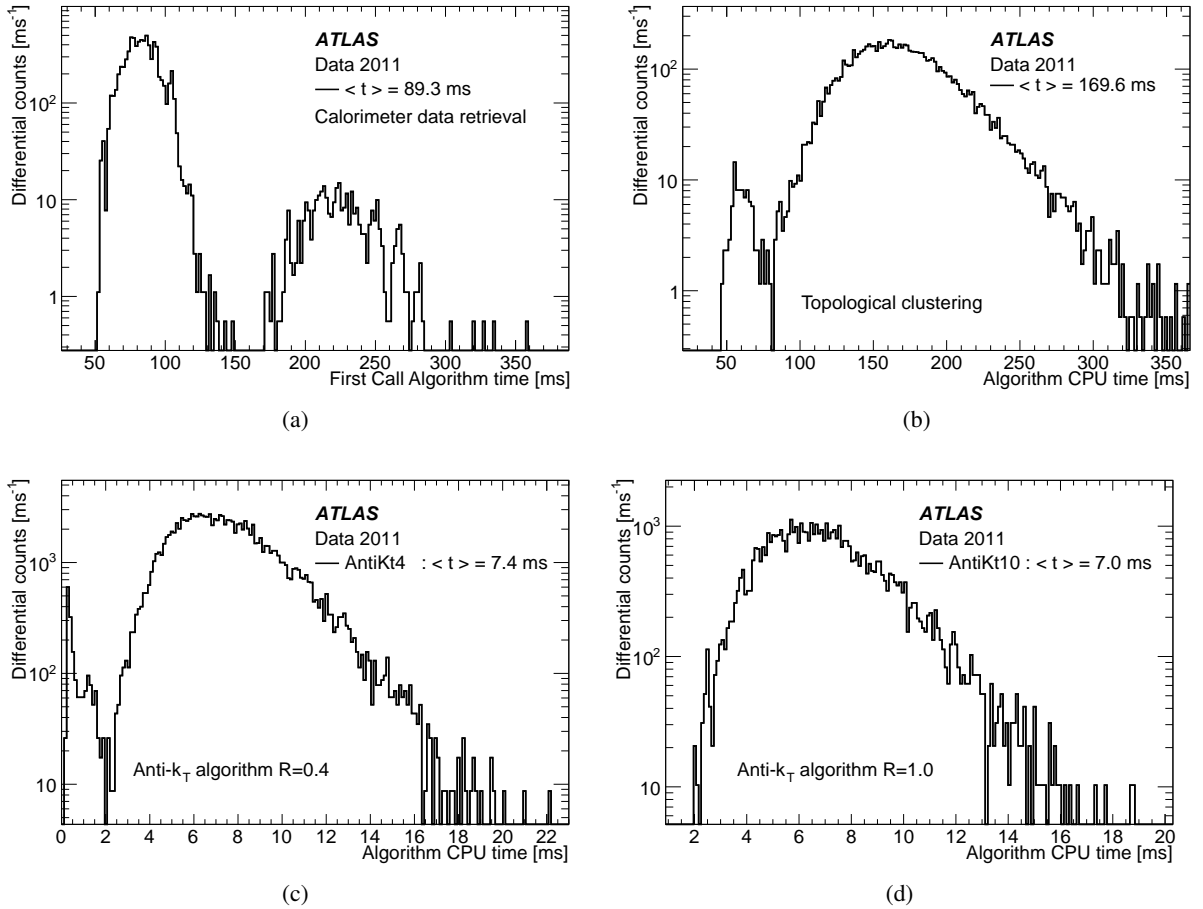 Differential counts [ms⁻¹]
10²
10
1
ATLAS
Data 2011
< t > = 89.3 ms
Calorimeter data retrieval
50 100 150 200 250 300 350
First Call Algorithm time [ms]
(a)
Differential counts [ms⁻¹]
10²
10
1
ATLAS
Data 2011
< t > = 169.6 ms
Topological clustering
50 100 150 200 250 300 350
Algorithm CPU time [ms]
(b)
Differential counts [ms⁻¹]
10³
10²
10
ATLAS
Data 2011
AntiKt4 : < t > = 7.4 ms
Anti-k_T algorithm R=0.4
0 2 4 6 8 10 12 14 16 18 20 22
Algorithm CPU time [ms]
(c)
Differential counts [ms⁻¹]
10³
10²
10
ATLAS
Data 2011
AntiKt10 : < t > = 7.0 ms
Anti-k_T algorithm R=1.0
2 4 6 8 10 12 14 16 18 20
Algorithm CPU time [ms]
(d)